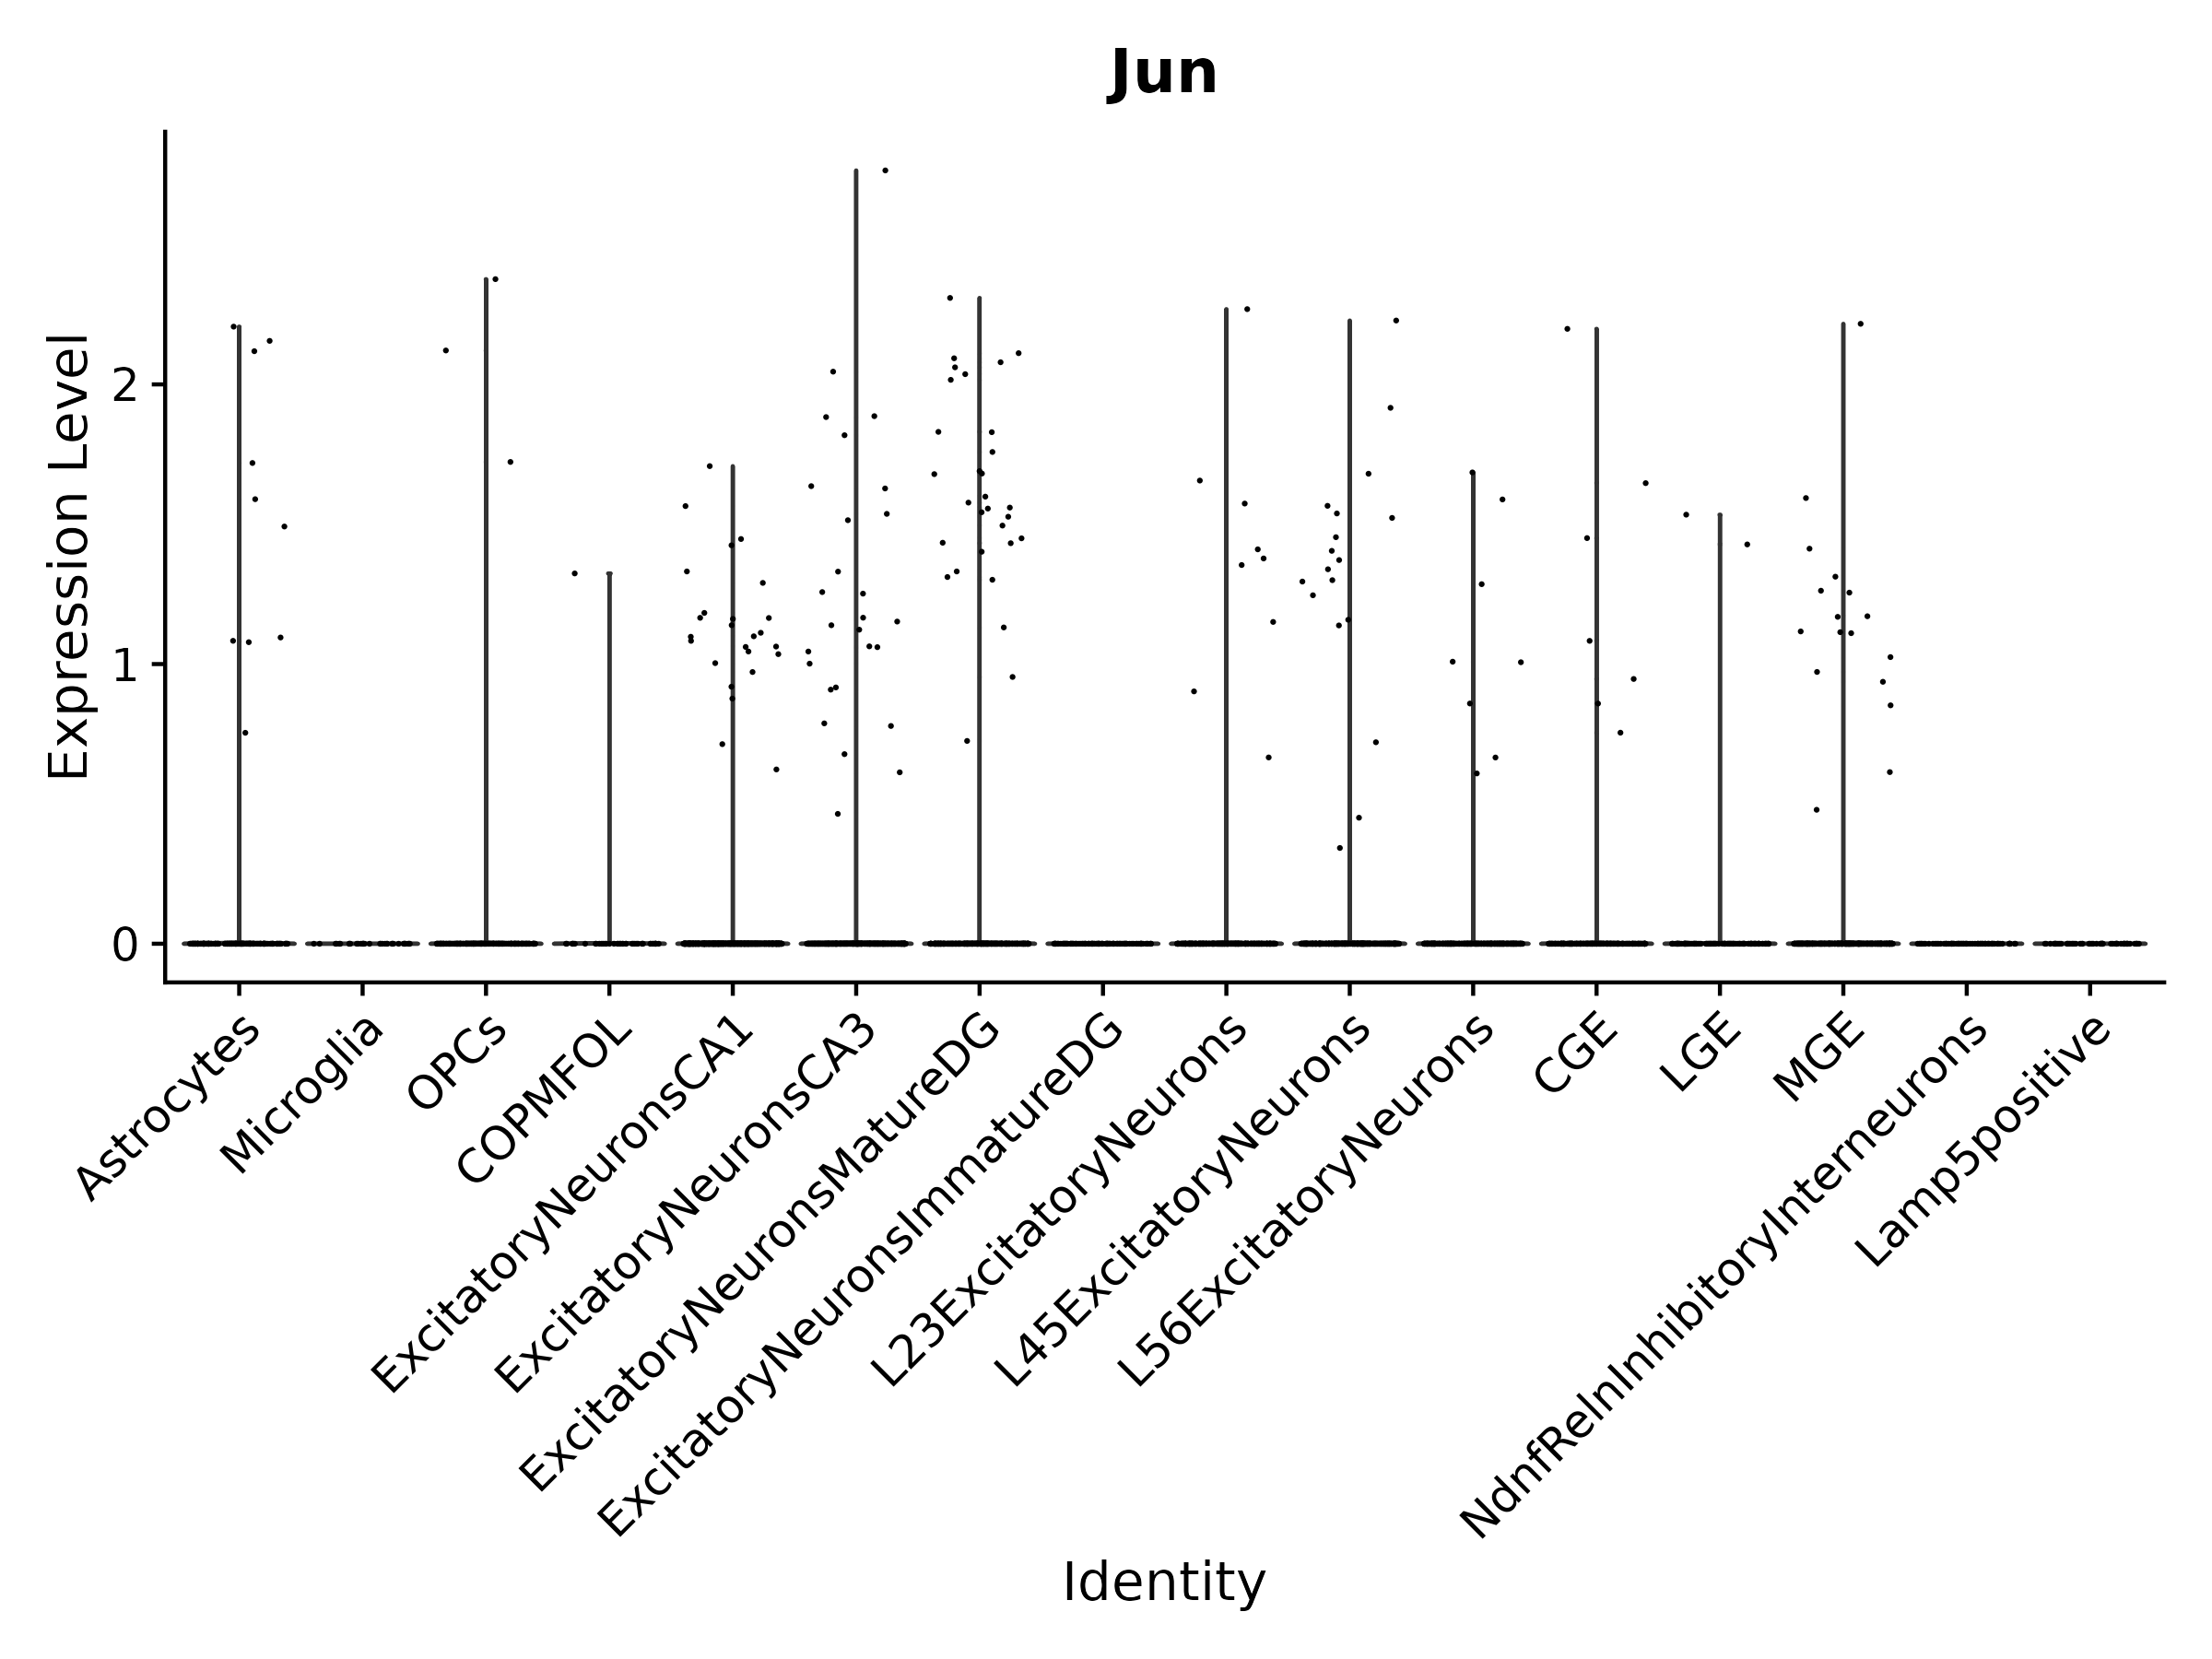 Jun
Expression Level
2
1
0
Astrocytes
Microglia
OPCs
COPMFOL
ExcitatoryNeuronsCA1
ExcitatoryNeuronsCA3
ExcitatoryNeuronsMatureDG
ExcitatoryNeuronsImmatureDG
L23ExcitatoryNeurons
L45ExcitatoryNeurons
L56ExcitatoryNeurons
CGE
LGE
MGE
NdnfRelnInhibitoryInterneurons
Lamp5positive
Identity